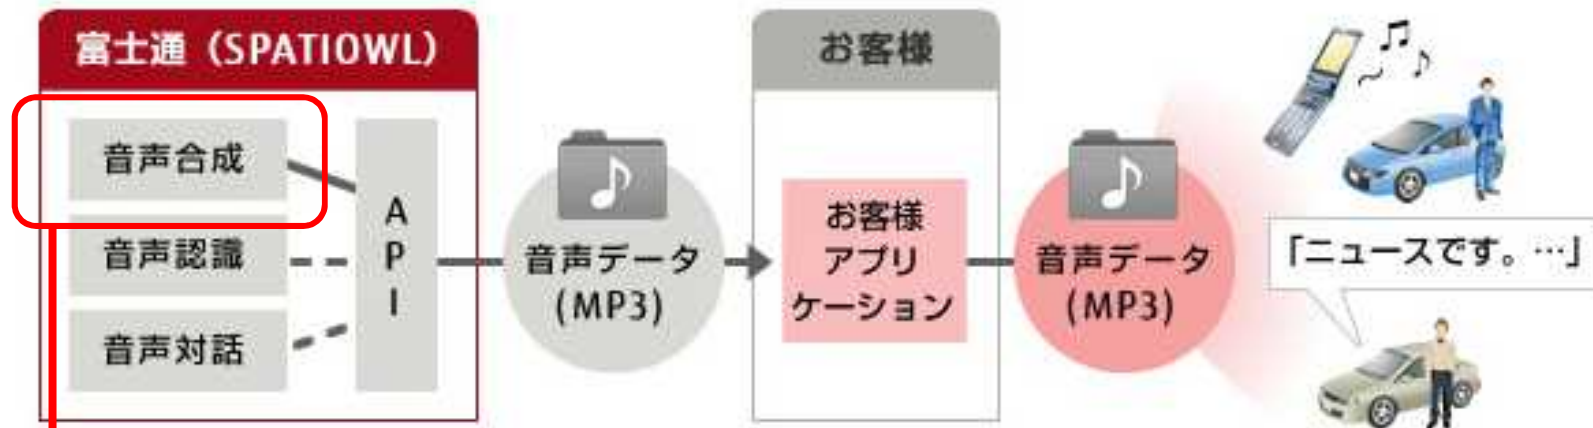 富士通（SPATIOWL）
音声合成
音声認識
音声対話
A
P
I
音声データ
(MP3)
お客様
お客様
アプリ
ケーション
音声データ
(MP3)
「ニュースです。…」